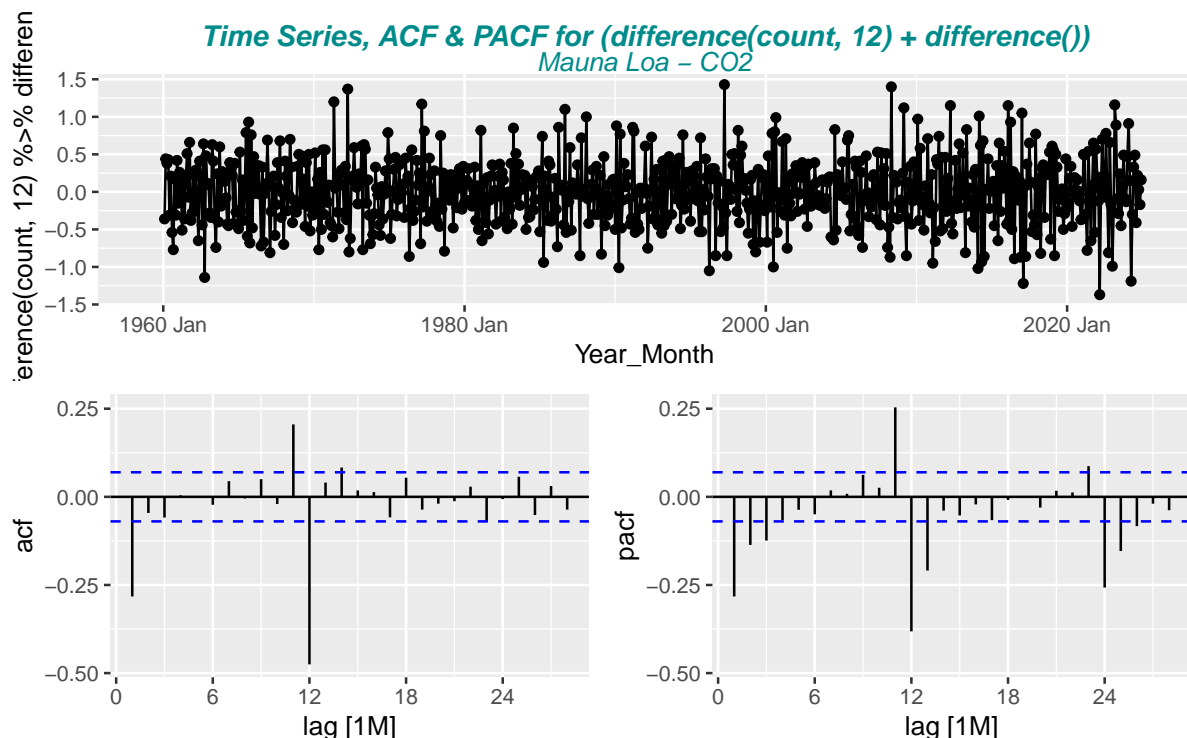 Time Series, ACF & PACF for (difference(count, 12) + difference())
Mauna Loa − CO2
erence(count, 12) %>% differen
1.5
1.0
0.5
0.0
−0.5
−1.0
−1.5
1960 Jan
1980 Jan
2000 Jan
2020 Jan
Year_Month
acf
0.25
0.00
−0.25
−0.50
0
6
12
18
24
lag [1M]
pacf
0.25
0.00
−0.25
−0.50
0
6
12
18
24
lag [1M]